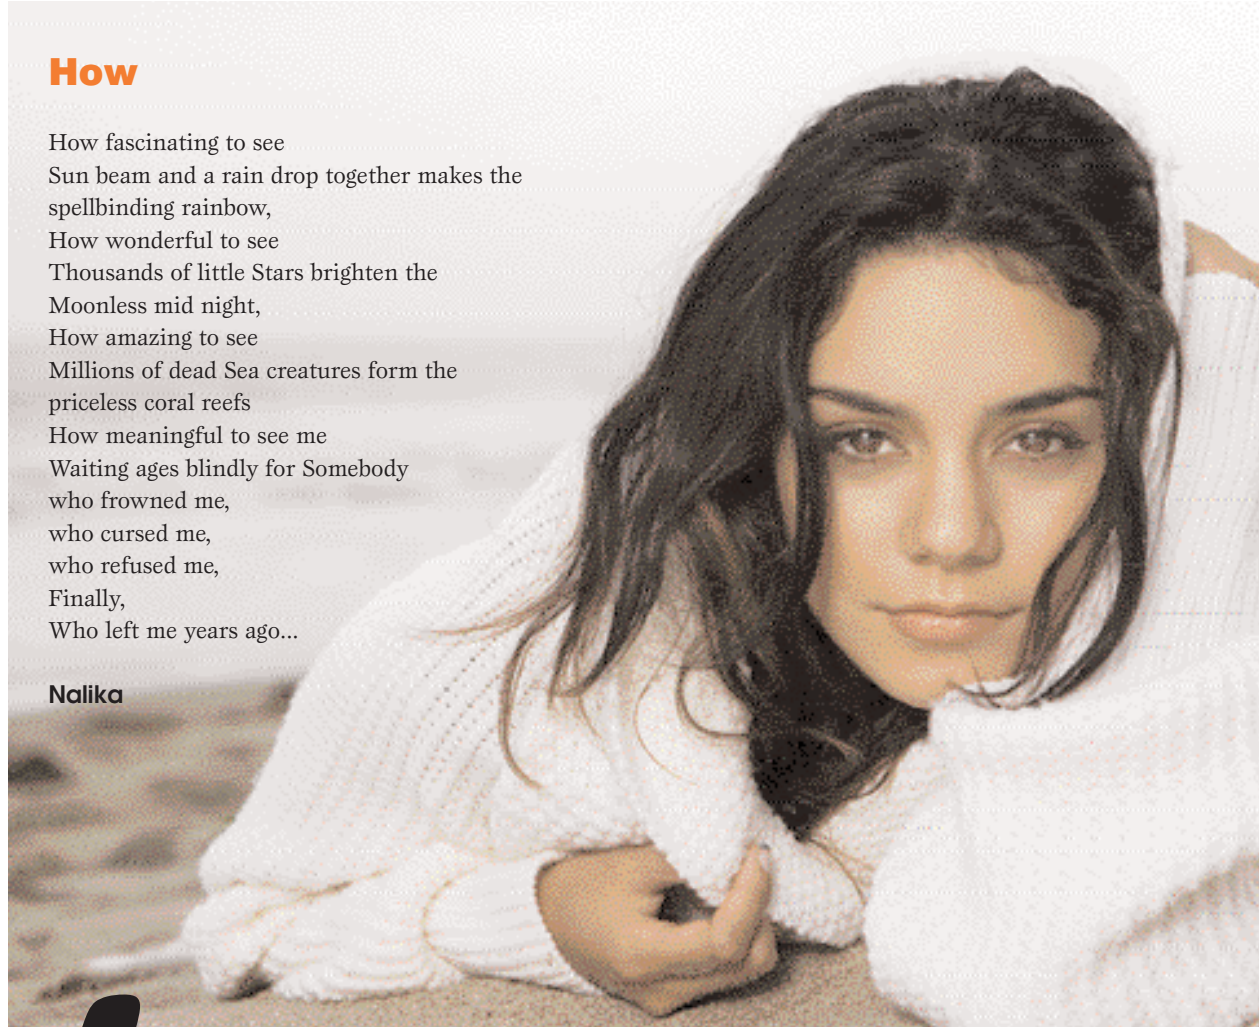 How
How fascinating to see
Sun beam and a rain drop together makes the
spellbinding rainbow,
How wonderful to see
Thousands of little Stars brighten the
Moonless mid night,
How amazing to see
Millions of dead Sea creatures form the
priceless coral reefs
How meaningful to see me
Waiting ages blindly for Somebody
who frowned me,
who cursed me,
who refused me,
Finally,
Who left me years ago...
Nalika